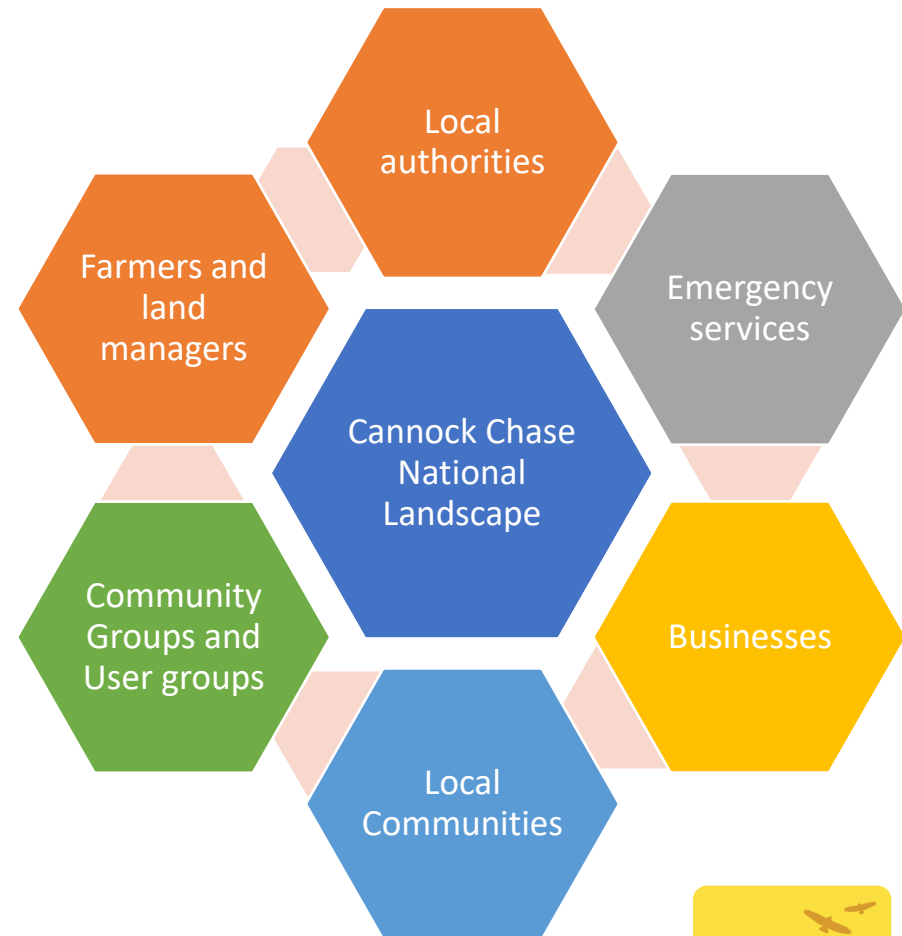 Local
authorities
Farmers and
land
managers
Emergency
services
Cannock Chase
National
Landscape
Community
Groups and
User groups
Businesses
Local
Communities